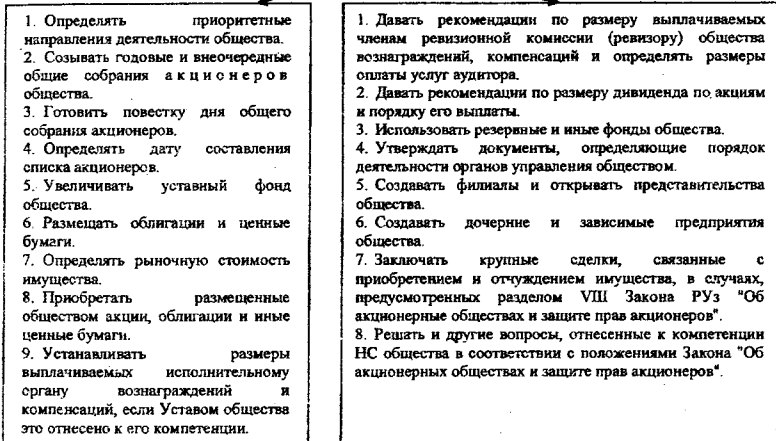 1. Определять приоритетные
направления деятельности общества.
2. Созывать годовые и внеочередные
общие собрания акционеров
общества.
3. Готовить повестку дня общего
собрания акционеров.
4. Определять дату составления
списка акционеров.
5. Увеличивать уставный фонд
общества.
6. Размещать облигации и ценные
бумаги.
7. Определять рыночную стоимость
имущества.
8. Приобретать размещенные
обществом акции, облигации и иные
ценные бумаги.
9. Устанавливать размеры
выплачиваемых исполнительному
органу вознаграждений и
компенсаций, если Уставом общества
это отнесено к его компетенции.
1. Давать рекомендации по размеру выплачиваемых
членам ревизионной комиссии (ревизору) общества
вознаграждений, компенсаций и определять размеры
оплаты услуг аудитора.
2. Давать рекомендации по размеру дивиденда по акциям
и порядку его выплаты.
3. Использовать резервные и иные фонды общества.
4. Утверждать документы, определяющие порядок
деятельности органов управления обществом.
5. Создавать филиалы и открывать представительства
общества.
6. Создавать дочерние и зависимые предприятия
общества.
7. Заключать крупные сделки, связанные с
приобретением и отчуждением имущества, в случаях,
предусмотренных разделом VIII Закона РУз "Об
акционерные обществах и защите прав акционеров".
8. Решать и другие вопросы, отнесенные к компетенции
НС общества в соответствии с положениями Закона "Об
акционерных обществах и защите прав акционеров".